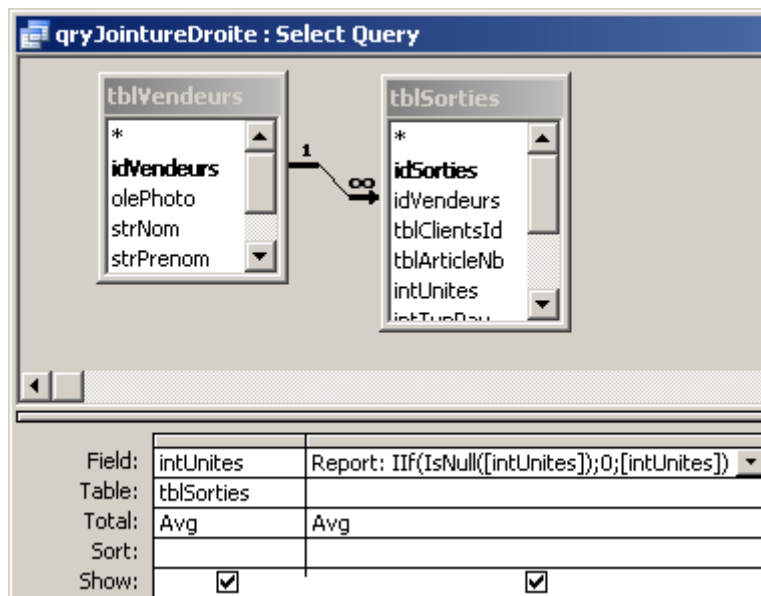 qryJointureDroite : Select Query
tblVendeurs
*
idVendeurs
olePhoto
strNom
strPrenom
1
∞
tblSorties
*
idSorties
idVendeurs
tblClientsId
tblArticleNb
intUnites
Field: intUnites Report: IIf(IsNull([intUnites]);0;[intUnites])
Table: tblSorties
Total: Avg Avg
Sort:
Show: